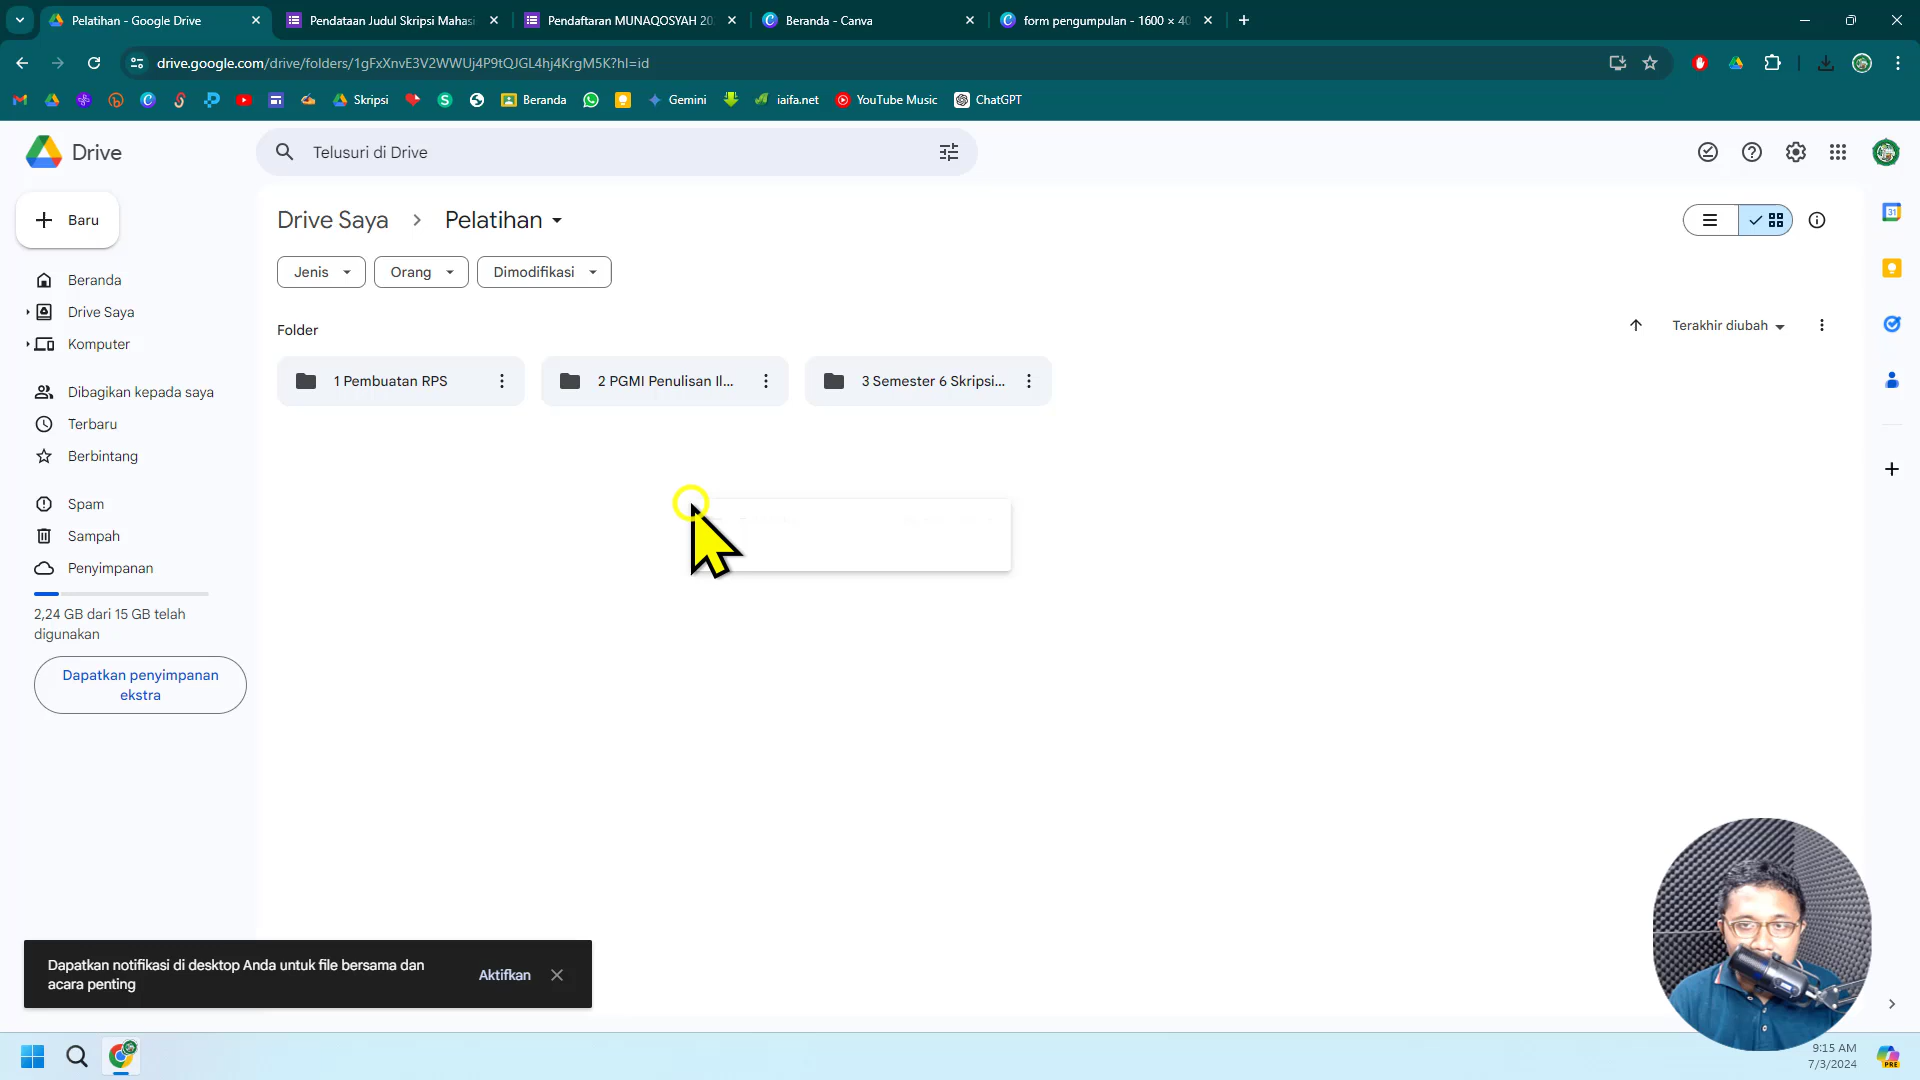 Pelatihan - Google Drive
Pendataan Judul Skripsi Mahasi
Pendaftaran MUNAQOSYAH 20
Beranda - Canva
form pengumpulan - 1600 × 40
drive.google.com/drive/folders/1gFxXnvE3V2WWUj4P9tQJGL4hj4KrgM5K?hl=id
Skripsi
Beranda
Gemini
iaifa.net
YouTube Music
ChatGPT
Drive
Telusuri di Drive
Baru
Drive Saya
Pelatihan
Jenis
Orang
Dimodifikasi
Beranda
Drive Saya
Komputer
Folder
Terakhir diubah
1 Pembuatan RPS
2 PGMI Penulisan Il...
3 Semester 6 Skripsi...
Dibagikan kepada saya
Terbaru
Berbintang
Spam
Sampah
Penyimpanan
2,24 GB dari 15 GB telah
digunakan
Dapatkan penyimpanan
ekstra
Dapatkan notifikasi di desktop Anda untuk file bersama dan
acara penting
Aktifkan
31
9:15 AM
7/3/2024
PRE